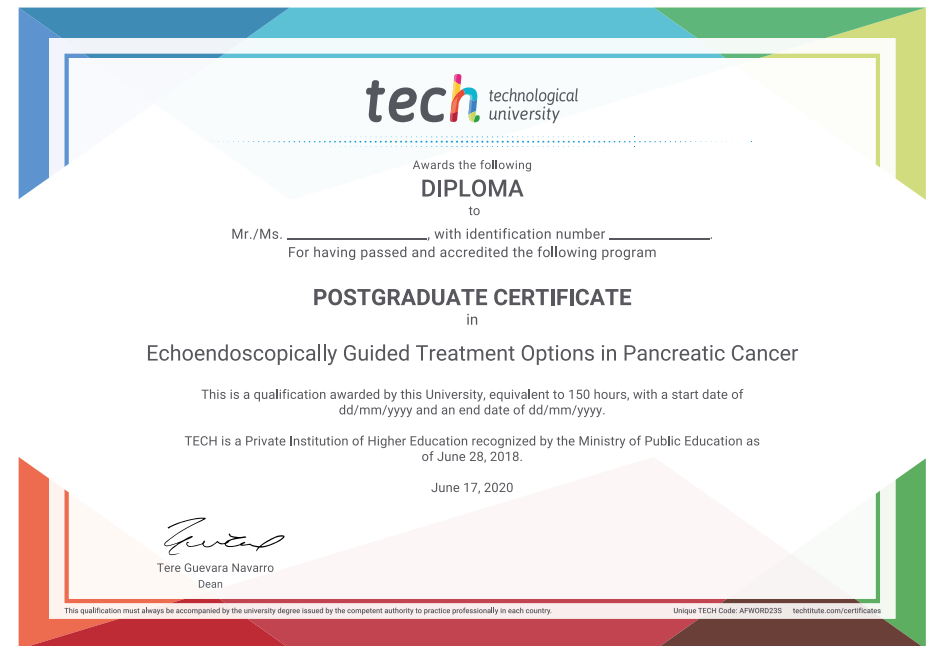 tech technological
university
Awards the following
DIPLOMA
to
Mr./Ms. ____________________, with identification number ______________.
For having passed and accredited the following program
POSTGRADUATE CERTIFICATE
in
Echoendoscopically Guided Treatment Options in Pancreatic Cancer
This is a qualification awarded by this University, equivalent to 150 hours, with a start date of
dd/mm/yyyy and an end date of dd/mm/yyyy.
TECH is a Private Institution of Higher Education recognized by the Ministry of Public Education as
of June 28, 2018.
June 17, 2020
Tere Guevara Navarro
Dean
This qualification must always be accompanied by the university degree issued by the competent authority to practice professionally in each country.
Unique TECH Code: AFWORD23S techtitute.com/certificates